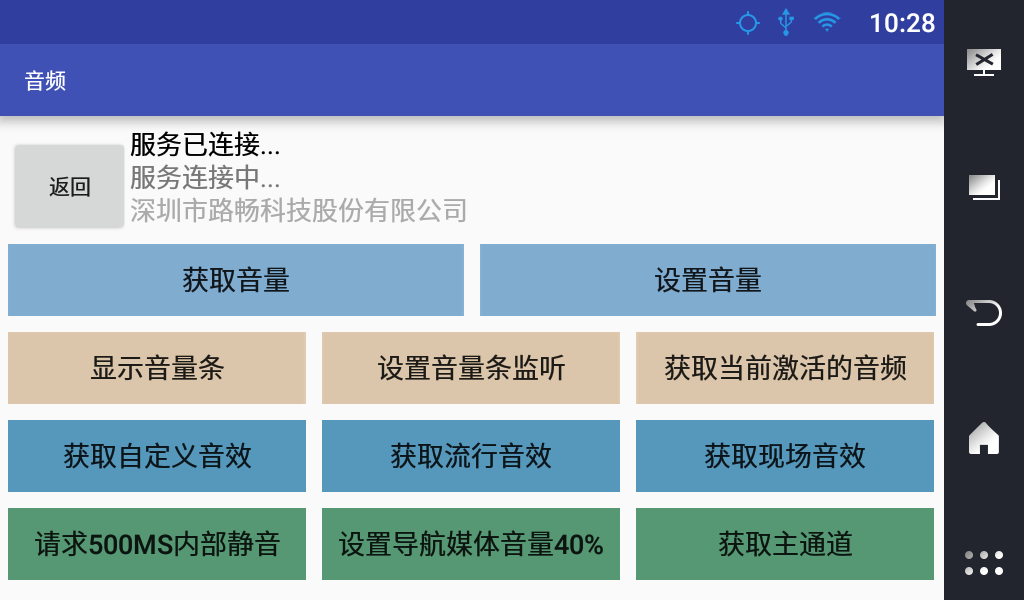 10:28
音频
返回
服务已连接...
服务连接中...
深圳市路畅科技股份有限公司
获取音量
设置音量
显示音量条
设置音量条监听
获取当前激活的音频
获取自定义音效
获取流行音效
获取现场音效
请求500MS内部静音
设置导航媒体音量40%
获取主通道